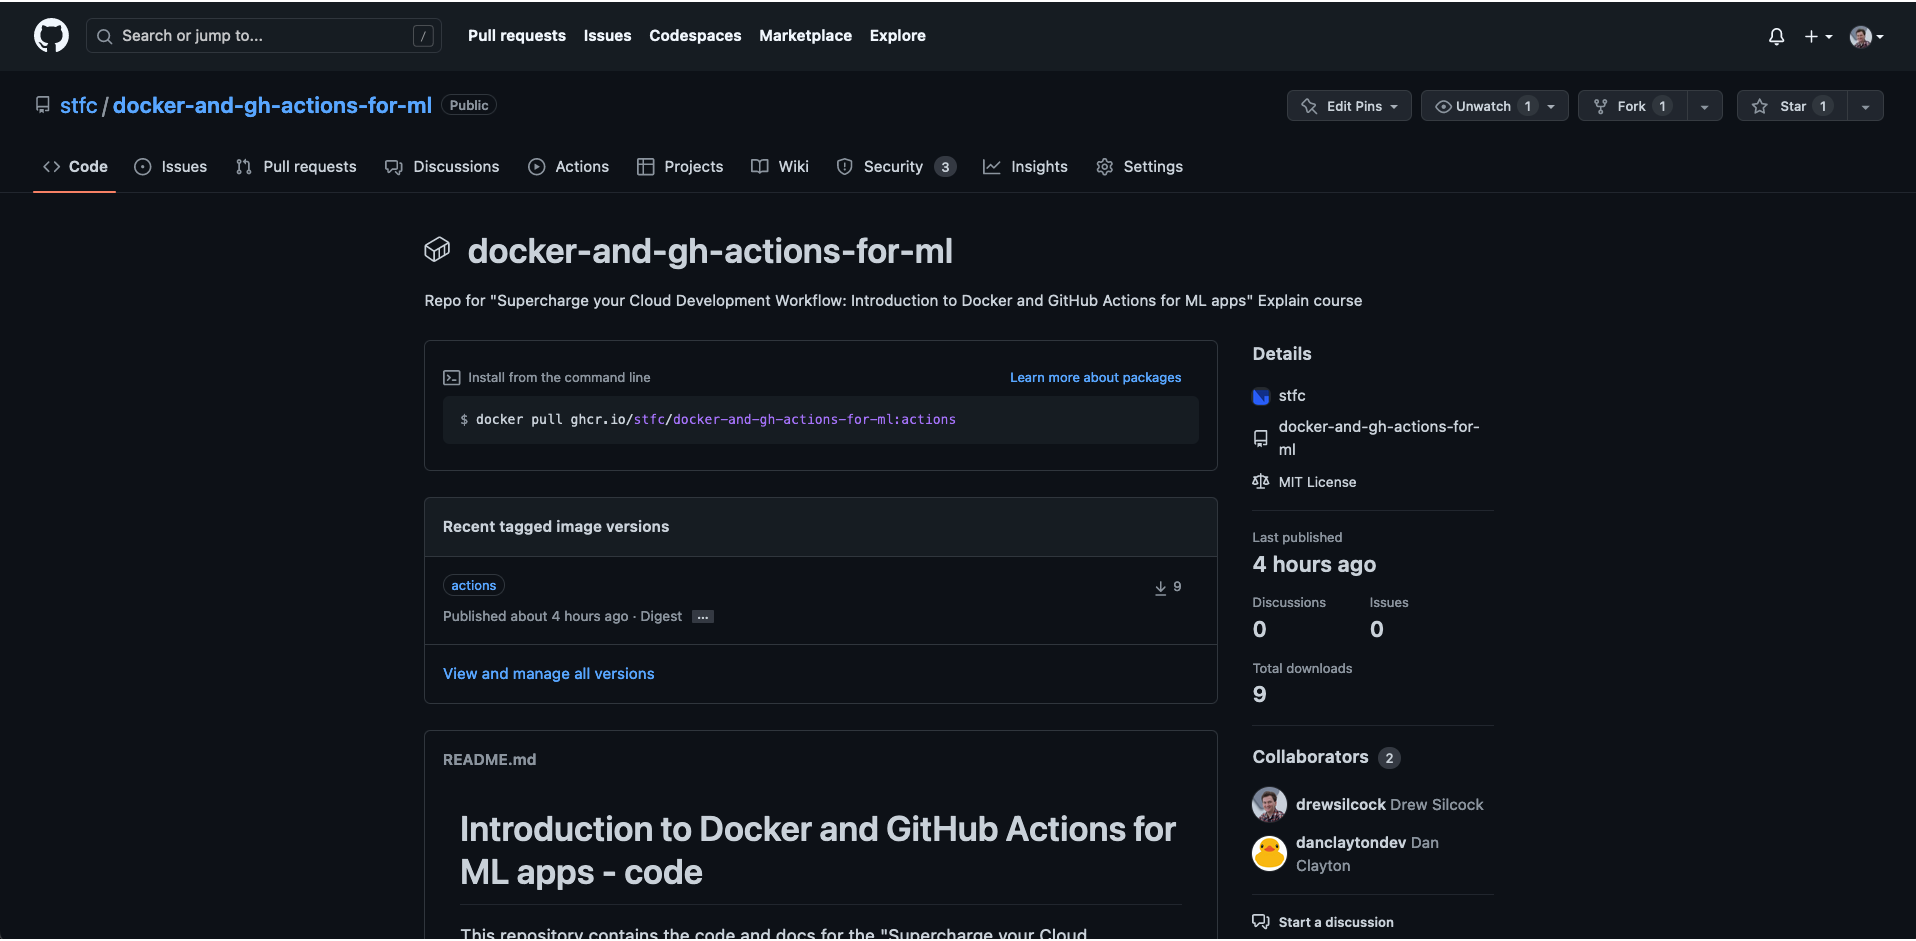 Search or jump to... /
Pull requests Issues Codespaces Marketplace Explore
stfc / docker-and-gh-actions-for-ml Public
Edit Pins Unwatch 1 Fork 1 Star 1
Code Issues Pull requests Discussions Actions Projects Wiki Security 3 Insights Settings
docker-and-gh-actions-for-ml
Repo for "Supercharge your Cloud Development Workflow: Introduction to Docker and GitHub Actions for ML apps" Explain course
Install from the command line Learn more about packages
$ docker pull ghcr.io/stfc/docker-and-gh-actions-for-ml:actions
Recent tagged image versions
actions 9
Published about 4 hours ago · Digest ...
View and manage all versions
README.md
Introduction to Docker and GitHub Actions for
ML apps - code
This repository contains the code and docs for the "Supercharge your Cloud
Details
stfc
docker-and-gh-actions-for-
ml
MIT License
Last published
4 hours ago
Discussions Issues
0 0
Total downloads
9
Collaborators 2
drewsilcock Drew Silcock
danclaytondev Dan
Clayton
Start a discussion